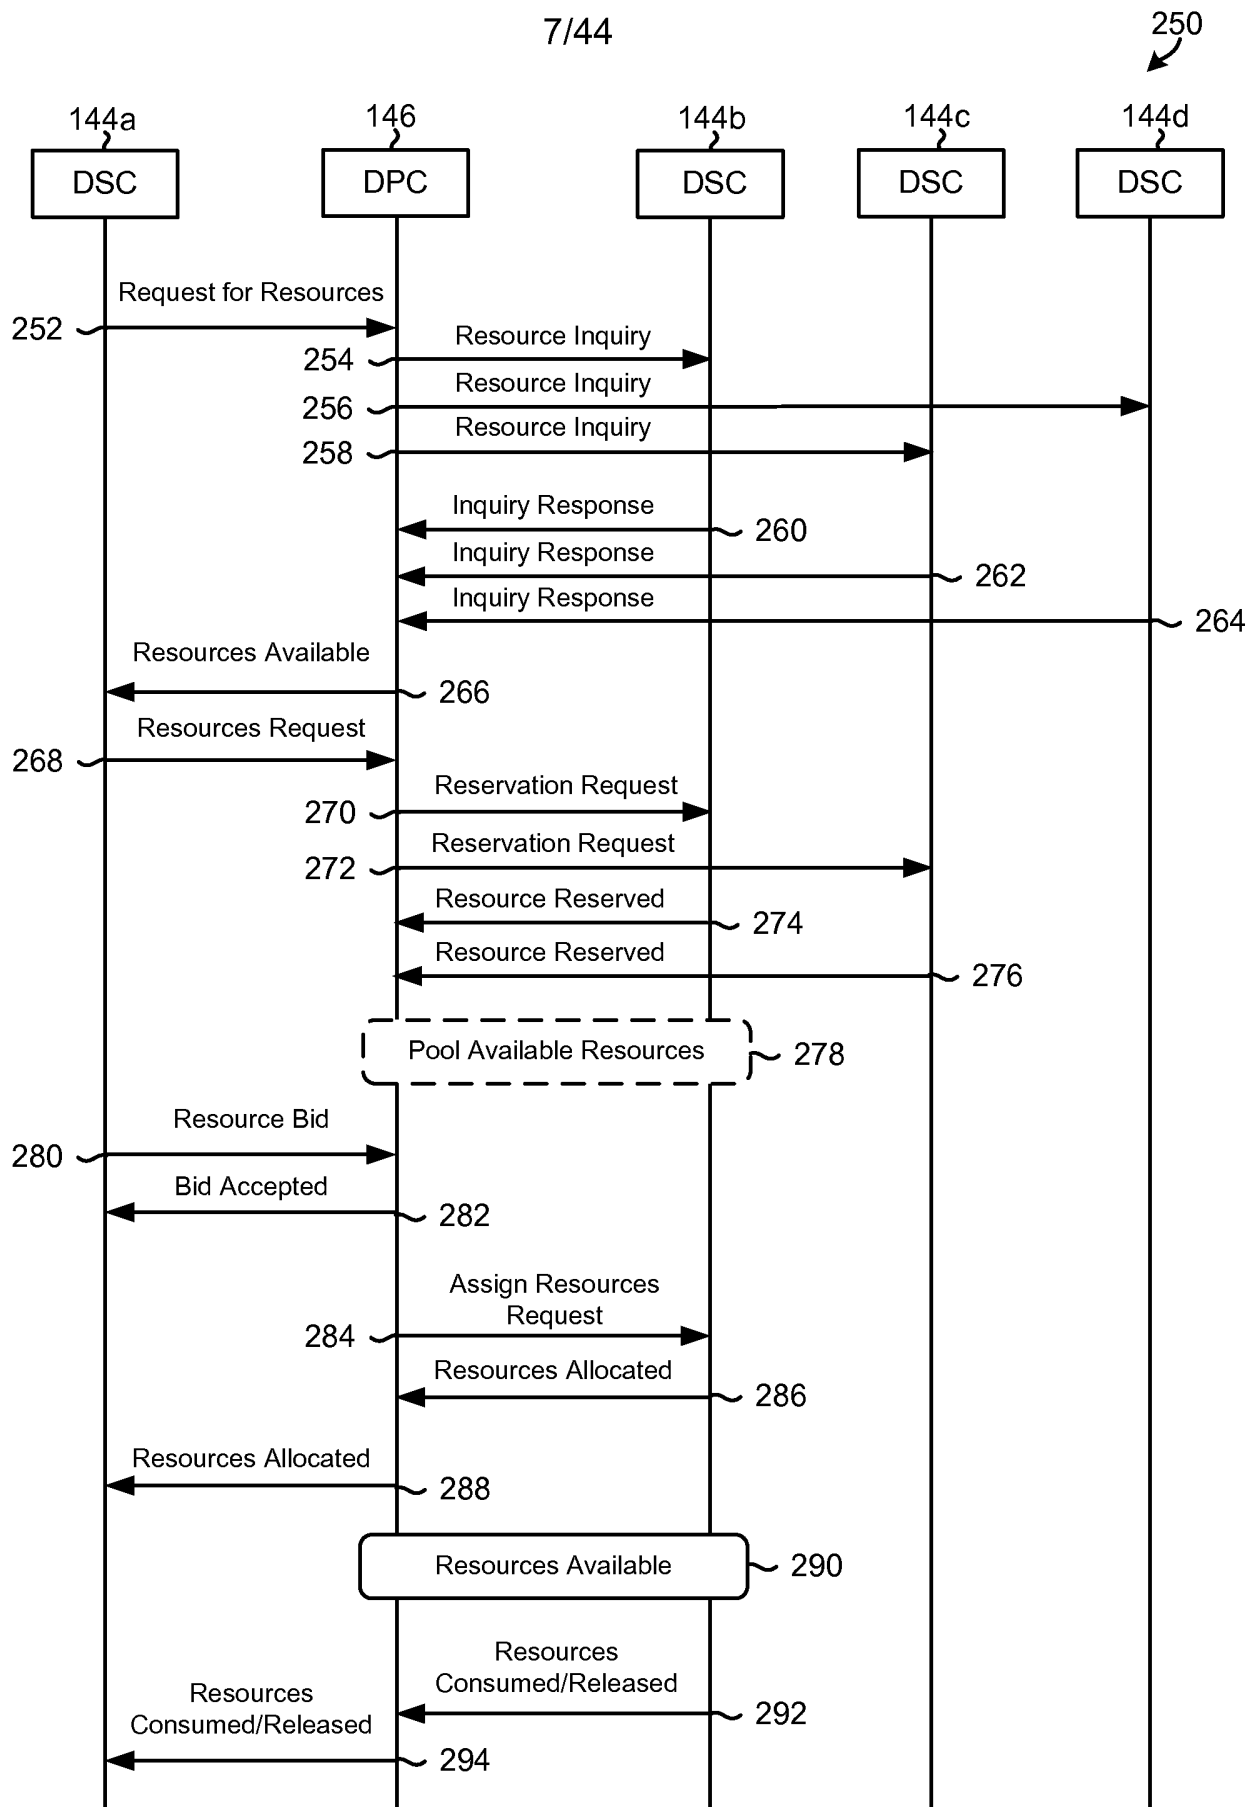 7/44
250
144a
146
144b
144c
144d
DSC
DPC
DSC
DSC
DSC
Request for Resources
252
Resource Inquiry
254
Resource Inquiry
256
Resource Inquiry
258
Inquiry Response
260
Inquiry Response
262
Inquiry Response
264
Resources Available
266
Resources Request
268
Reservation Request
270
Reservation Request
272
Resource Reserved
274
Resource Reserved
276
Pool Available Resources
278
Resource Bid
280
Bid Accepted
282
Assign Resources
Request
284
Resources Allocated
286
Resources Allocated
288
Resources Available
290
Resources
Consumed/Released
292
Resources
Consumed/Released
294